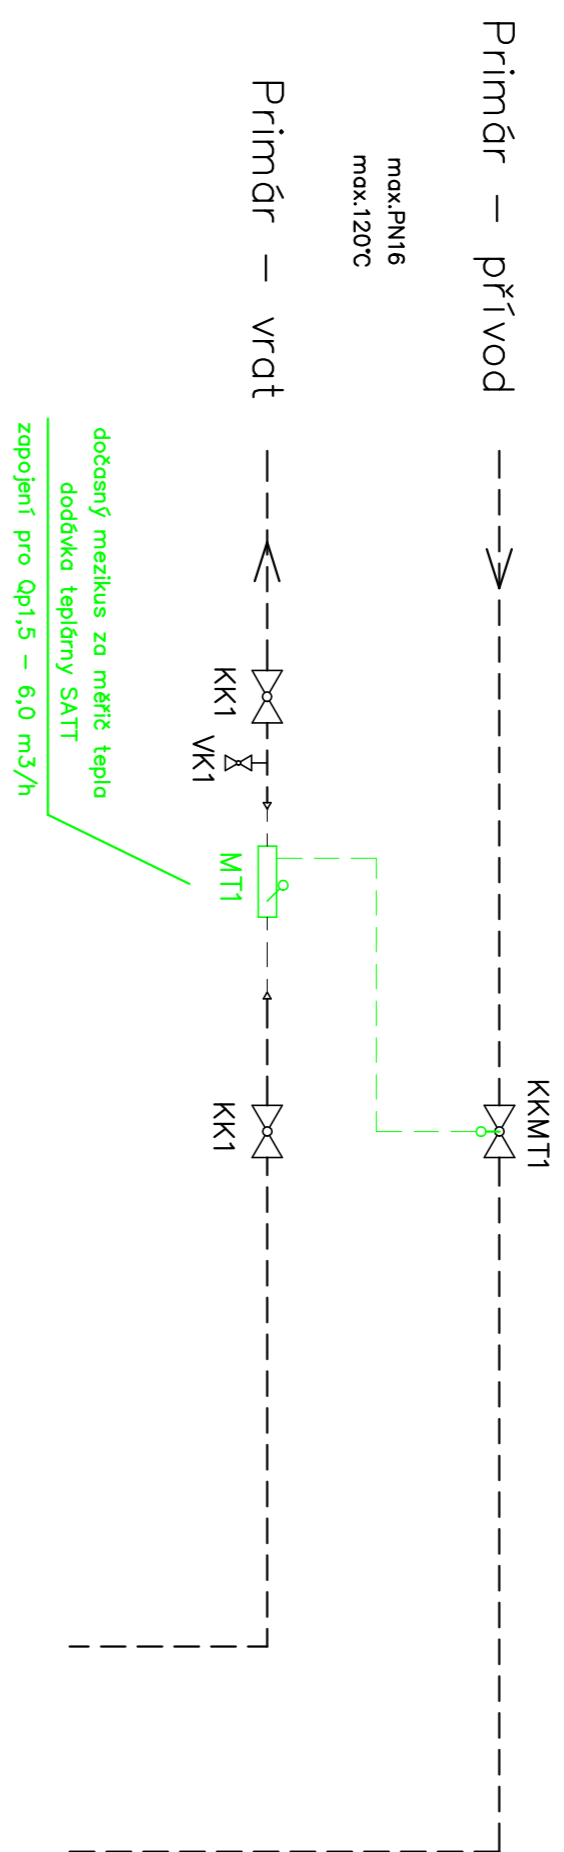 Primár - přívod
max.PN16
max.120°C
Primár - vrat
KKMT1
KK1
VK1
MT1
KK1
dočasný mezikus za měřič tepla
dodávka teplárny SATT
zapojení pro Qp1,5 - 6,0 m3/h